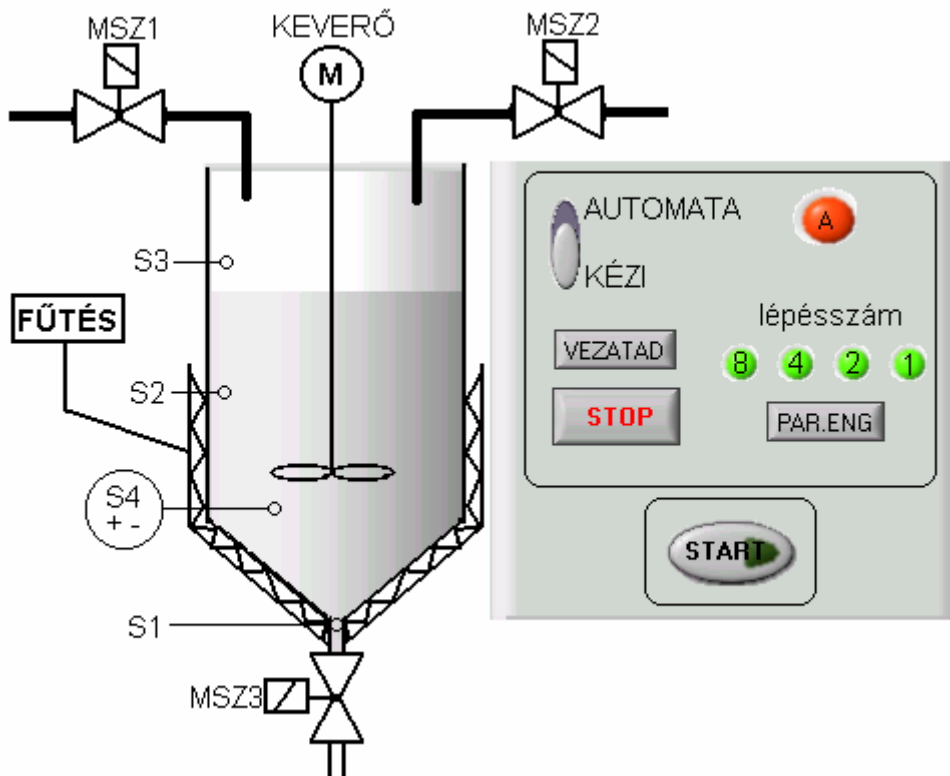 MSZ1
KEVERŐ
MSZ2
M
AUTOMATA
A
S3
KÉZI
FŰTÉS
lépésszám
VEZATAD
8 4 2 1
S2
STOP
PAR.ENG
S4
+ -
START
S1
MSZ3